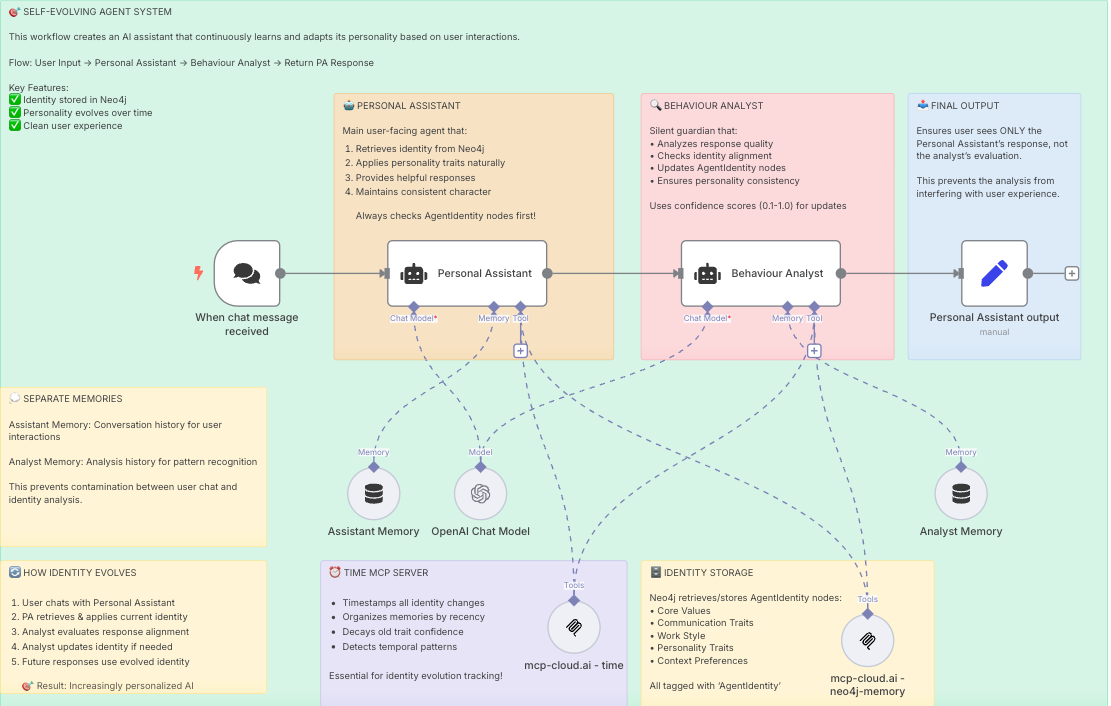 🎯 SELF-EVOLVING AGENT SYSTEM
This workflow creates an AI assistant that continuously learns and adapts its personality based on user interactions.
Flow: User Input → Personal Assistant → Behaviour Analyst → Return PA Response
Key Features:
✅ Identity stored in Neo4j
✅ Personality evolves over time
✅ Clean user experience
🤖 PERSONAL ASSISTANT
Main user-facing agent that:
1. Retrieves identity from Neo4j
2. Applies personality traits naturally
3. Provides helpful responses
4. Maintains consistent character
Always checks AgentIdentity nodes first!
🔍 BEHAVIOUR ANALYST
Silent guardian that:
• Analyzes response quality
• Checks identity alignment
• Updates AgentIdentity nodes
• Ensures personality consistency
Uses confidence scores (0.1-1.0) for updates
📤 FINAL OUTPUT
Ensures user sees ONLY the
Personal Assistant's response, not
the analyst's evaluation.
This prevents the analysis from
interfering with user experience.
When chat message
received
Personal Assistant
Chat Model*
Memory
Tool
Behaviour Analyst
Chat Model*
Memory
Tool
Personal Assistant output
manual
💭 SEPARATE MEMORIES
Assistant Memory: Conversation history for user
interactions
Analyst Memory: Analysis history for pattern recognition
This prevents contamination between user chat and
identity analysis.
Memory
Assistant Memory
Model
OpenAI Chat Model
Memory
Analyst Memory
🔄 HOW IDENTITY EVOLVES
1. User chats with Personal Assistant
2. PA retrieves & applies current identity
3. Analyst evaluates response alignment
4. Analyst updates identity if needed
5. Future responses use evolved identity
🎯 Result: Increasingly personalized AI
⏰ TIME MCP SERVER
• Timestamps all identity changes
• Organizes memories by recency
• Decays old trait confidence
• Detects temporal patterns
Essential for identity evolution tracking!
Tools
mcp-cloud.ai - time
🗄️ IDENTITY STORAGE
Neo4j retrieves/stores AgentIdentity nodes:
• Core Values
• Communication Traits
• Work Style
• Personality Traits
• Context Preferences
All tagged with 'AgentIdentity'
Tools
mcp-cloud.ai -
neo4j-memory